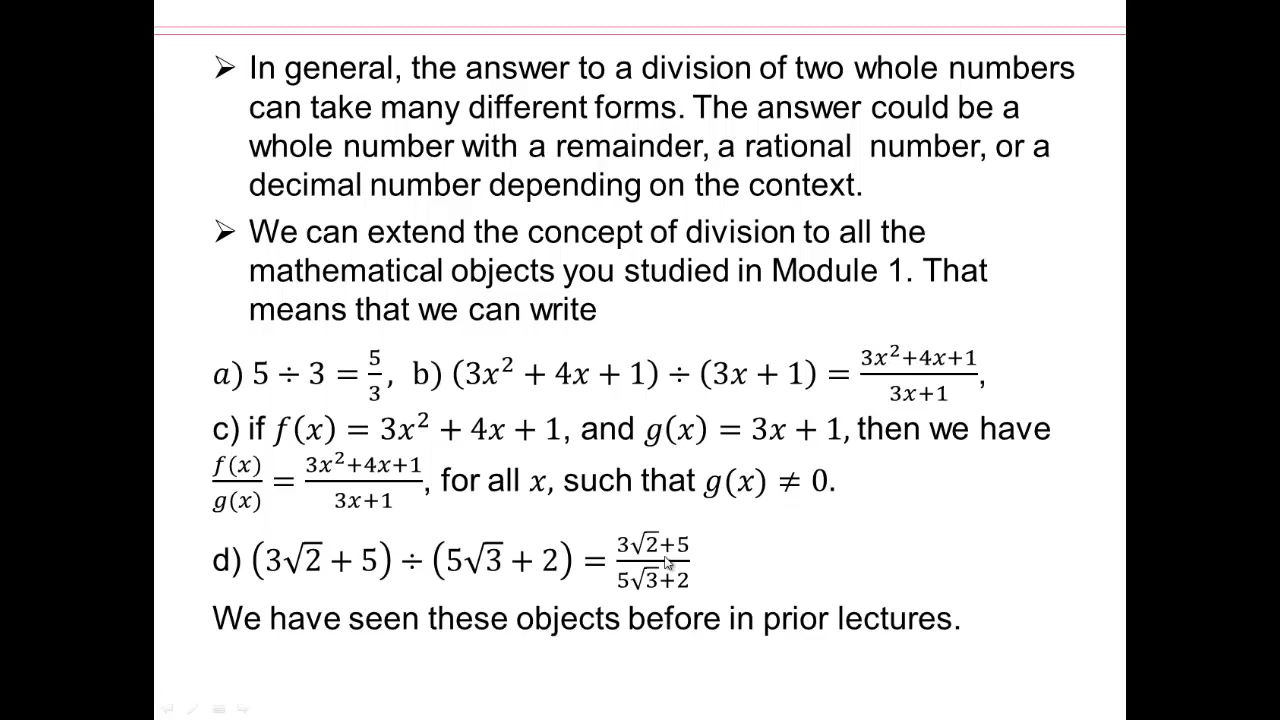 ➢ In general, the answer to a division of two whole numbers
can take many different forms. The answer could be a
whole number with a remainder, a rational number, or a
decimal number depending on the context.
➢ We can extend the concept of division to all the
mathematical objects you studied in Module 1. That
means that we can write
a) 5 ÷ 3 = 5/3, b) (3x² + 4x + 1) ÷ (3x + 1) = (3x²+4x+1)/(3x+1),
c) if f(x) = 3x² + 4x + 1, and g(x) = 3x + 1, then we have
f(x)/g(x) = (3x²+4x+1)/(3x+1), for all x, such that g(x) ≠ 0.
d) (3√2 + 5) ÷ (5√3 + 2) = (3√2+5)/(5√3+2)
We have seen these objects before in prior lectures.